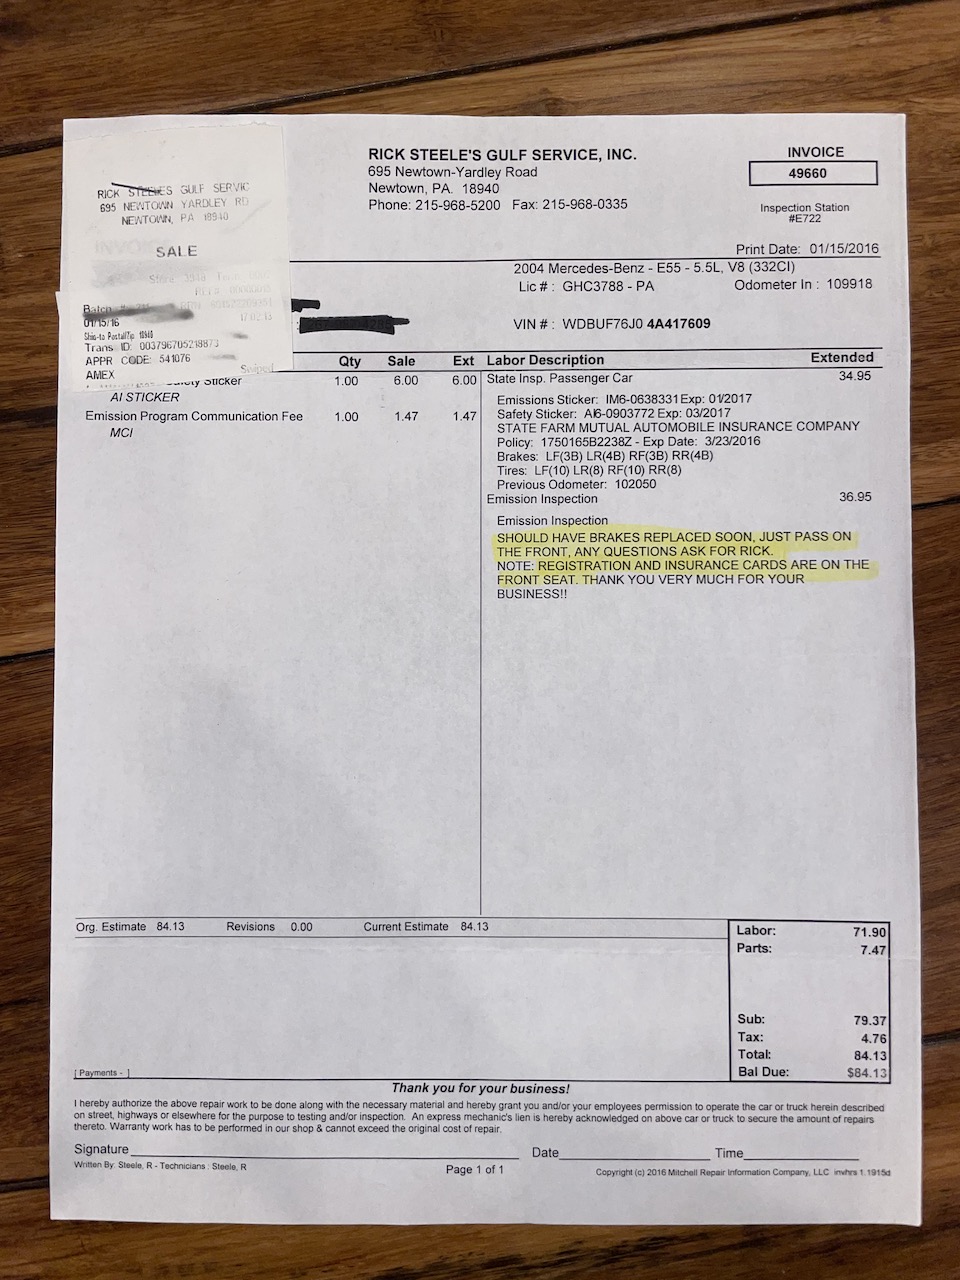 RICK STEELE'S GULF SERVICE, INC.
695 Newtown-Yardley Road
Newtown, PA. 18940
Phone: 215-968-5200 Fax: 215-968-0335
INVOICE
49660
Inspection Station
#E722
Print Date: 01/15/2016
RICK STEELES GULF SERVIC
695 NEWTOWN YARDLEY RD
NEWTOWN, PA 18940
SALE
Batch #
01/15/16
17:02:13
Ship-to Postal/Zip 18940
Trans ID: 003796705218873
APPR CODE: 541076
AMEX
Swiped
2004 Mercedes-Benz - E55 - 5.5L, V8 (332CI)
Lic # : GHC3788 - PA
Odometer In : 109918
VIN # : WDBUF76J0 4A417609
Qty Sale Ext Labor Description Extended
Sticker 1.00 6.00 6.00
AI STICKER
Emission Program Communication Fee 1.00 1.47 1.47
MCI
State Insp. Passenger Car 34.95
Emissions Sticker: IM6-0638331 Exp: 01/2017
Safety Sticker: AI6-0903772 Exp: 03/2017
STATE FARM MUTUAL AUTOMOBILE INSURANCE COMPANY
Policy: 1750165B2238Z - Exp Date: 3/23/2016
Brakes: LF(3B) LR(4B) RF(3B) RR(4B)
Tires: LF(10) LR(8) RF(10) RR(8)
Previous Odometer: 102050
Emission Inspection 36.95
Emission Inspection
SHOULD HAVE BRAKES REPLACED SOON, JUST PASS ON
THE FRONT, ANY QUESTIONS ASK FOR RICK.
NOTE: REGISTRATION AND INSURANCE CARDS ARE ON THE
FRONT SEAT. THANK YOU VERY MUCH FOR YOUR
BUSINESS!!
Org. Estimate 84.13 Revisions 0.00 Current Estimate 84.13
Labor: 71.90
Parts: 7.47
Sub: 79.37
Tax: 4.76
Total: 84.13
Bal Due: $84.13
[ Payments - ]
Thank you for your business!
I hereby authorize the above repair work to be done along with the necessary material and hereby grant you and/or your employees permission to operate the car or truck herein described
on street, highways or elsewhere for the purpose to testing and/or inspection. An express mechanic's lien is hereby acknowledged on above car or truck to secure the amount of repairs
thereto. Warranty work has to be performed in our shop & cannot exceed the original cost of repair.
Signature Date Time
Written By: Steele, R - Technicians : Steele, R
Page 1 of 1
Copyright (c) 2016 Mitchell Repair Information Company, LLC invhrs 1.1915d